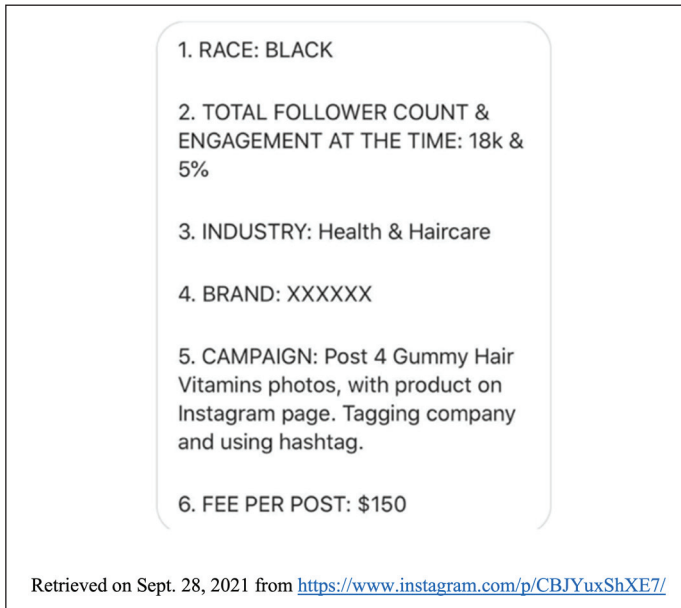 1. RACE: BLACK
2. TOTAL FOLLOWER COUNT &
ENGAGEMENT AT THE TIME: 18k &
5%
3. INDUSTRY: Health & Haircare
4. BRAND: XXXXXX
5. CAMPAIGN: Post 4 Gummy Hair
Vitamins photos, with product on
Instagram page. Tagging company
and using hashtag.
6. FEE PER POST: $150
Retrieved on Sept. 28, 2021 from https://www.instagram.com/p/CBJYuxShXE7/